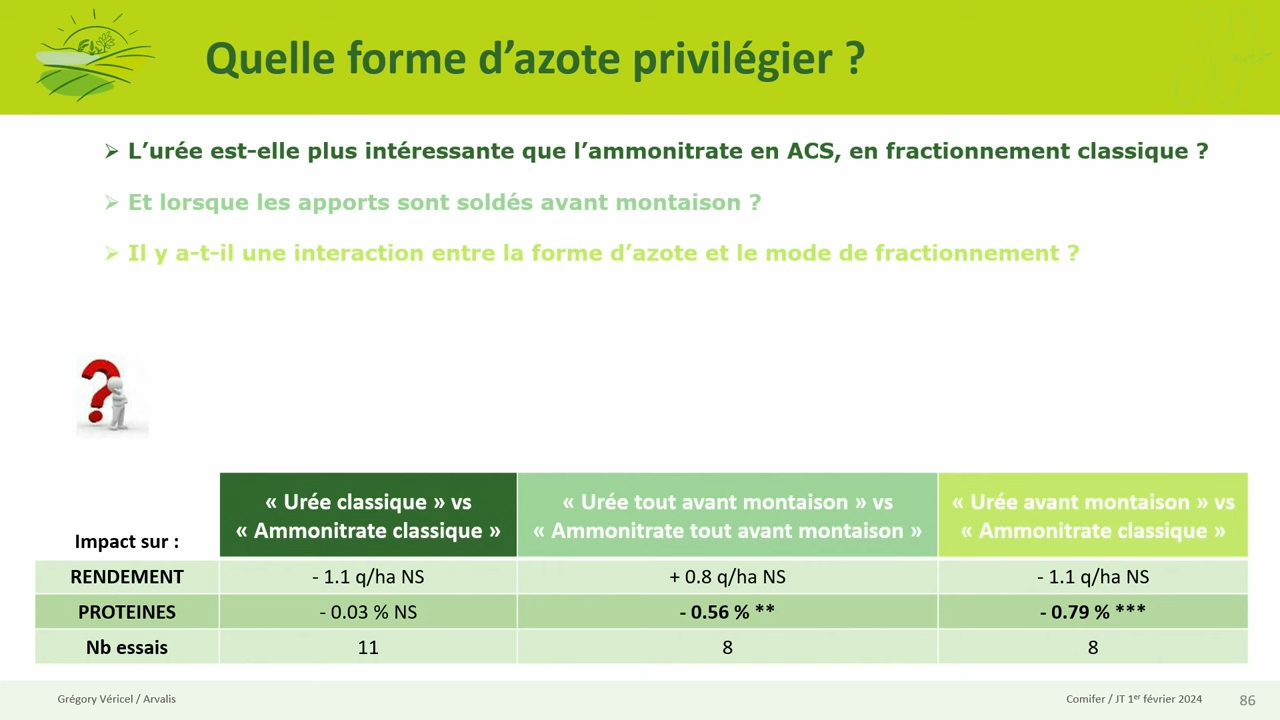 Quelle forme d’azote privilégier ?
➢ L’urée est-elle plus intéressante que l’ammonitrate en ACS, en fractionnement classique ?
➢ Et lorsque les apports sont soldés avant montaison ?
➢ Il y a-t-il une interaction entre la forme d’azote et le mode de fractionnement ?
Impact sur :
« Urée classique » vs
« Ammonitrate classique »
« Urée tout avant montaison » vs
« Ammonitrate tout avant montaison »
« Urée avant montaison » vs
« Ammonitrate classique »
RENDEMENT - 1.1 q/ha NS + 0.8 q/ha NS - 1.1 q/ha NS
PROTEINES - 0.03 % NS - 0.56 % ** - 0.79 % ***
Nb essais 11 8 8
Grégory Véricel / Arvalis
Comifer / JT 1er février 2024
86